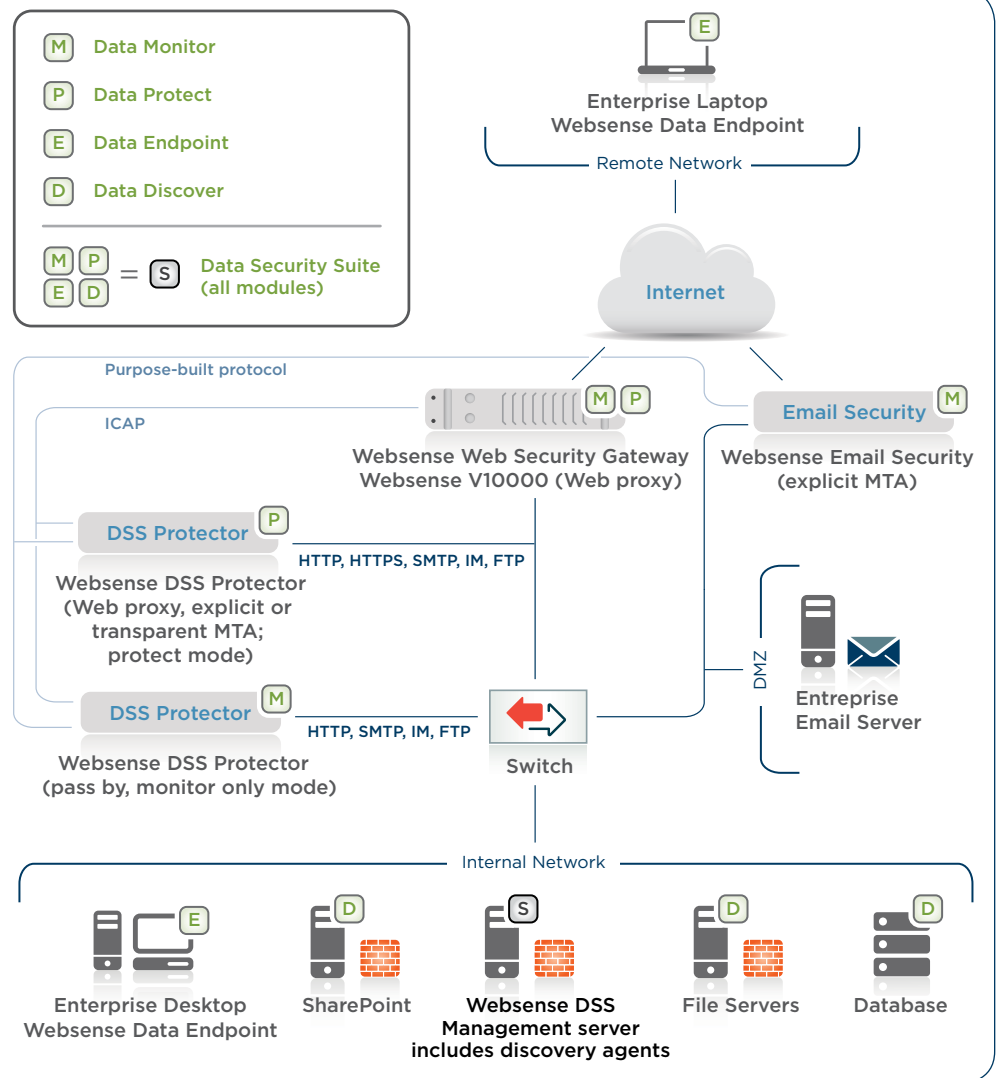 M Data Monitor
P Data Protect
E Data Endpoint
D Data Discover
M P
E D
= S
Data Security Suite
(all modules)
E
Enterprise Laptop
Websense Data Endpoint
Remote Network
Internet
Purpose-built protocol
ICAP
M P
Websense Web Security Gateway
Websense V10000 (Web proxy)
Email Security M
Websense Email Security
(explicit MTA)
DSS Protector P
HTTP, HTTPS, SMTP, IM, FTP
Websense DSS Protector
(Web proxy, explicit or
transparent MTA;
protect mode)
DMZ
Entreprise
Email Server
DSS Protector M
HTTP, SMTP, IM, FTP
Websense DSS Protector
(pass by, monitor only mode)
Switch
Internal Network
E
Enterprise Desktop
Websense Data Endpoint
D
SharePoint
S
Websense DSS
Management server
includes discovery agents
D
File Servers
D
Database